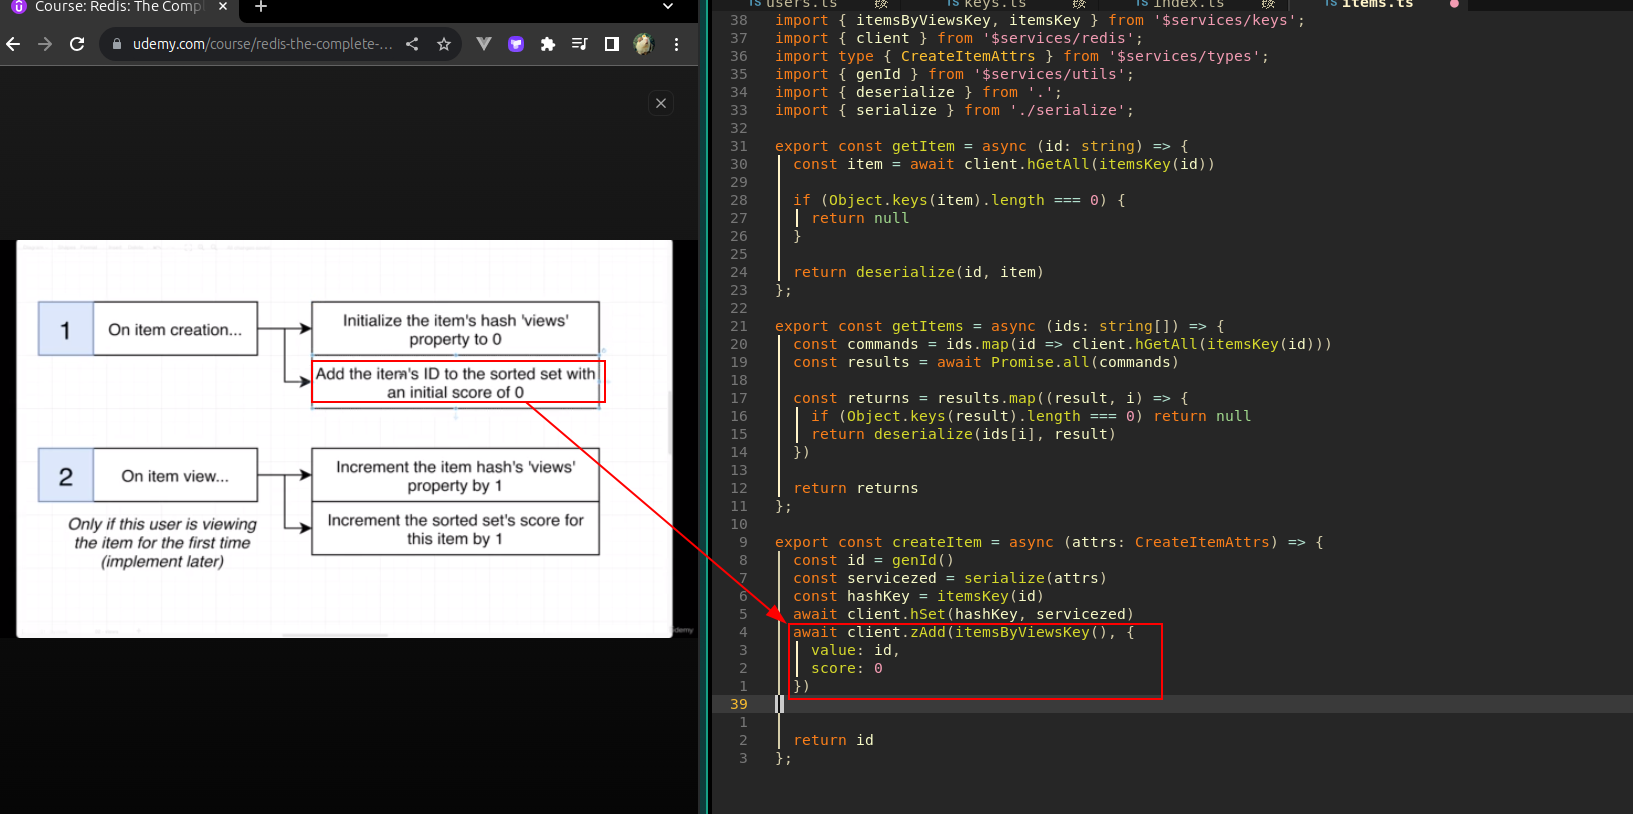 Course: Redis: The Compl
udemy.com/course/redis-the-complete-...
1
On item creation...
Initialize the item's hash 'views'
property to 0
Add the item's ID to the sorted set with
an initial score of 0
2
On item view...
Increment the item hash's 'views'
property by 1
Increment the sorted set's score for
this item by 1
Only if this user is viewing
the item for the first time
(implement later)
TS users.ts TS keys.ts TS index.ts TS items.ts
38 import { itemsByViewsKey, itemsKey } from '$services/keys';
37 import { client } from '$services/redis';
36 import type { CreateItemAttrs } from '$services/types';
35 import { genId } from '$services/utils';
34 import { deserialize } from '.';
33 import { serialize } from './serialize';
32
31 export const getItem = async (id: string) => {
30 const item = await client.hGetAll(itemsKey(id))
29
28 if (Object.keys(item).length === 0) {
27 return null
26 }
25
24 return deserialize(id, item)
23 };
22
21 export const getItems = async (ids: string[]) => {
20 const commands = ids.map(id => client.hGetAll(itemsKey(id)))
19 const results = await Promise.all(commands)
18
17 const returns = results.map((result, i) => {
16 if (Object.keys(result).length === 0) return null
15 return deserialize(ids[i], result)
14 })
13
12 return returns
11 };
10
9 export const createItem = async (attrs: CreateItemAttrs) => {
8 const id = genId()
7 const servicezed = serialize(attrs)
6 const hashKey = itemsKey(id)
5 await client.hSet(hashKey, servicezed)
4 await client.zAdd(itemsByViewsKey(), {
3 value: id,
2 score: 0
1 })
39
1
2 return id
3 };